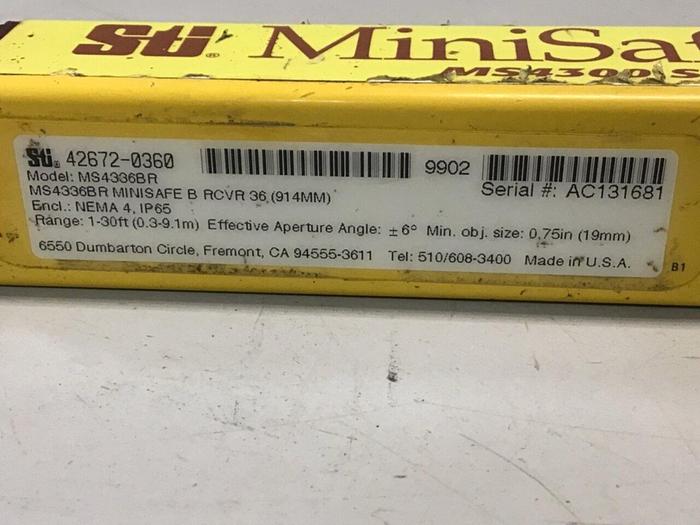 Sti® MiniSaf
MS4300 S
Sti® 42672-0360 9902
Model: MS4336BR Serial #: AC131681
MS4336BR MINISAFE B RCVR 36 (914MM)
Encl.: NEMA 4, IP65
Range: 1-30ft (0.3-9.1m) Effective Aperture Angle: ±6° Min. obj. size: 0.75in (19mm)
6550 Dumbarton Circle, Fremont, CA 94555-3611 Tel: 510/608-3400 Made in U.S.A. B1